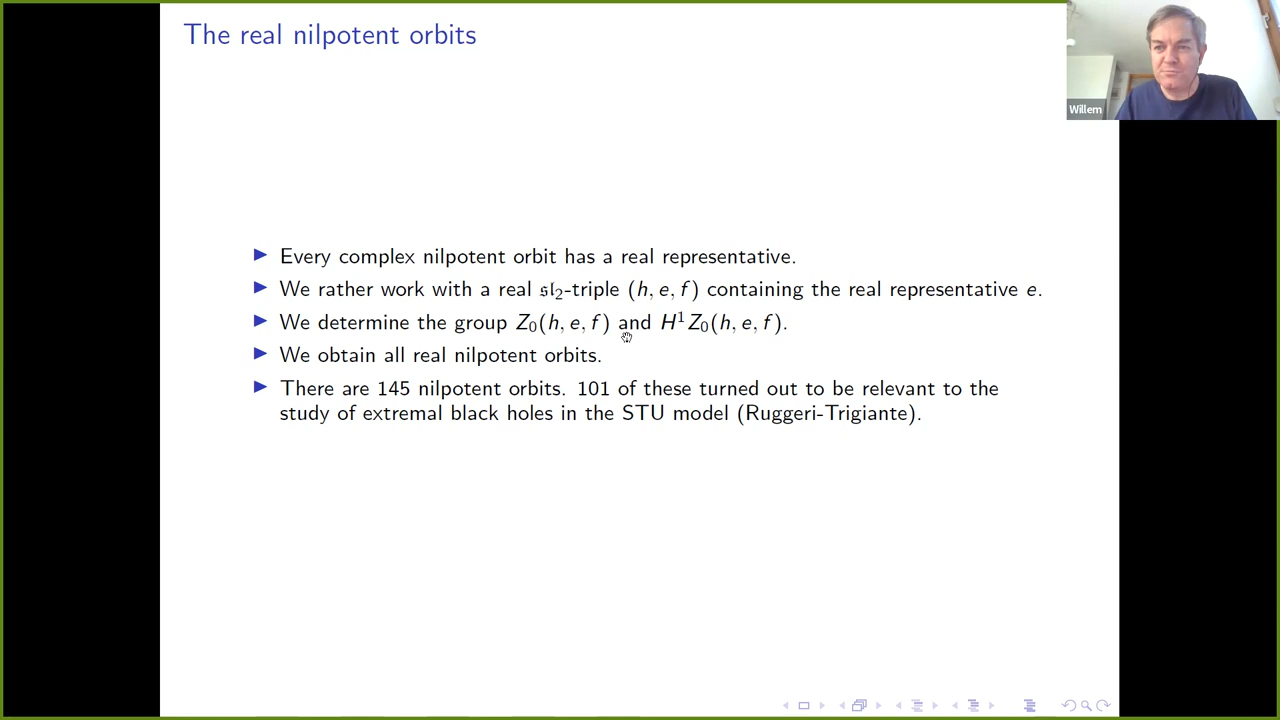 The real nilpotent orbits
Willem
▶ Every complex nilpotent orbit has a real representative.
▶ We rather work with a real 𝔰𝔩₂-triple (h, e, f) containing the real representative e.
▶ We determine the group Z₀(h, e, f) and H¹Z₀(h, e, f).
▶ We obtain all real nilpotent orbits.
▶ There are 145 nilpotent orbits. 101 of these turned out to be relevant to the
study of extremal black holes in the STU model (Ruggeri-Trigiante).